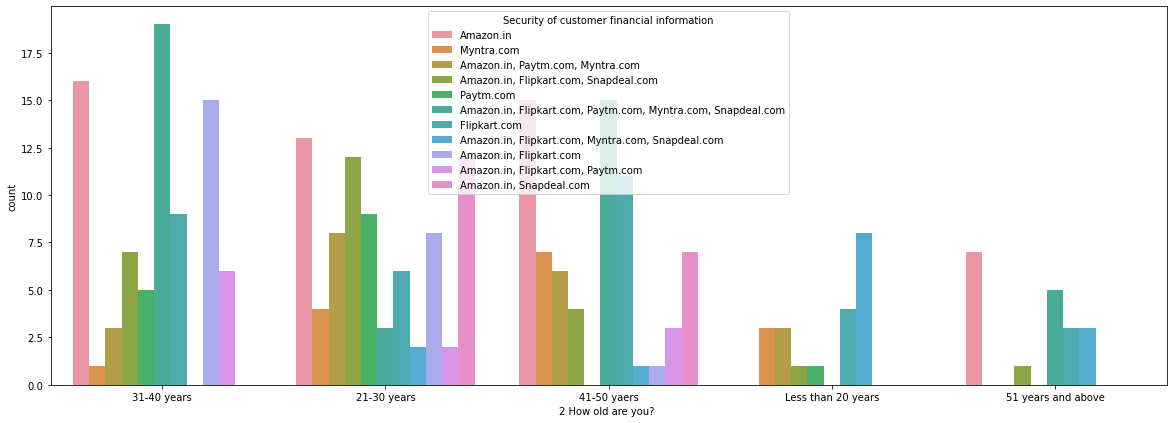 Security of customer financial information
Amazon.in
Myntra.com
Amazon.in, Paytm.com, Myntra.com
Amazon.in, Flipkart.com, Snapdeal.com
Paytm.com
Amazon.in, Flipkart.com, Paytm.com, Myntra.com, Snapdeal.com
Flipkart.com
Amazon.in, Flipkart.com, Myntra.com, Snapdeal.com
Amazon.in, Flipkart.com
Amazon.in, Flipkart.com, Paytm.com
Amazon.in, Snapdeal.com
17.5
15.0
12.5
10.0
7.5
5.0
2.5
0.0
count
31-40 years
21-30 years
41-50 yaers
Less than 20 years
51 years and above
2 How old are you?